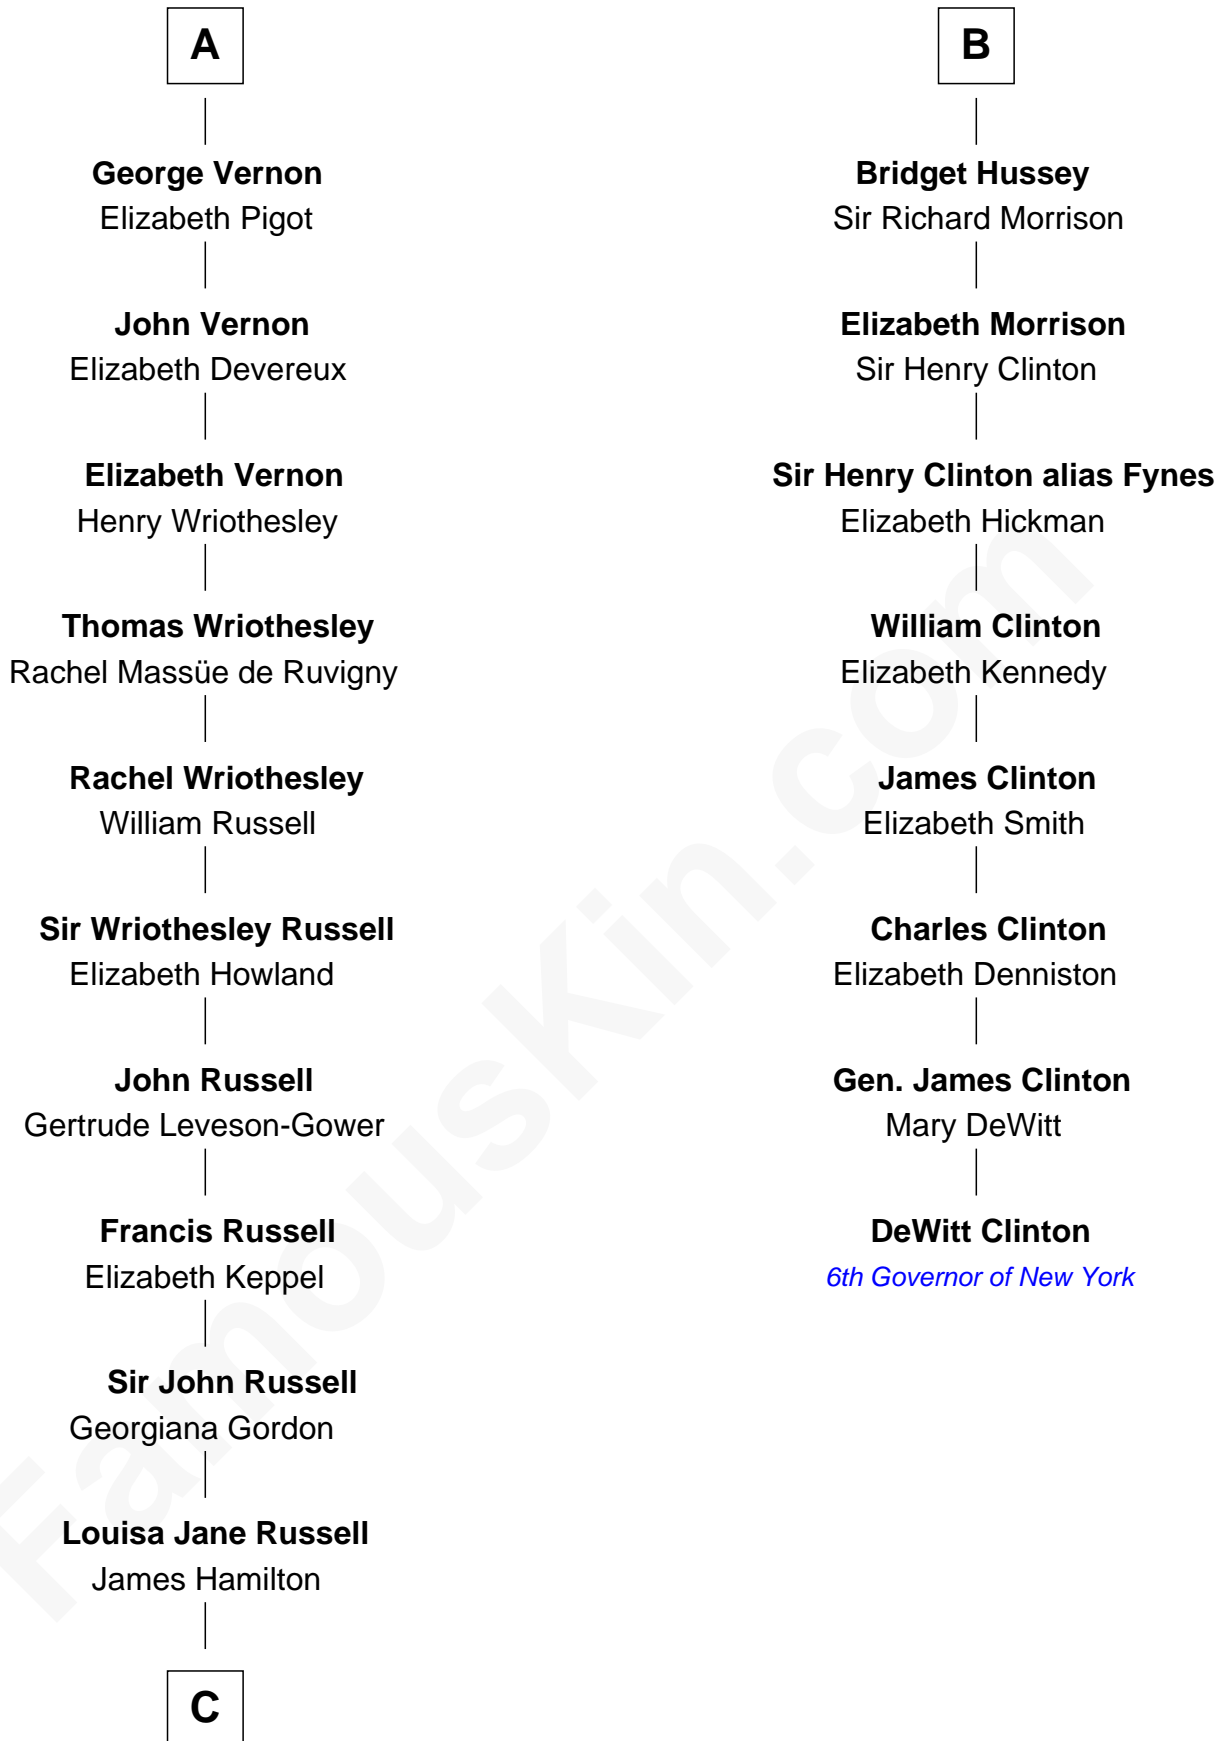 A
George Vernon
Elizabeth Pigot
John Vernon
Elizabeth Devereux
Elizabeth Vernon
Henry Wriothesley
Thomas Wriothesley
Rachel Massüe de Ruvigny
Rachel Wriothesley
William Russell
Sir Wriothesley Russell
Elizabeth Howland
John Russell
Gertrude Leveson-Gower
Francis Russell
Elizabeth Keppel
Sir John Russell
Georgiana Gordon
Louisa Jane Russell
James Hamilton
C
B
Bridget Hussey
Sir Richard Morrison
Elizabeth Morrison
Sir Henry Clinton
Sir Henry Clinton alias Fynes
Elizabeth Hickman
William Clinton
Elizabeth Kennedy
James Clinton
Elizabeth Smith
Charles Clinton
Elizabeth Denniston
Gen. James Clinton
Mary DeWitt
DeWitt Clinton
6th Governor of New York
FamousKin.com